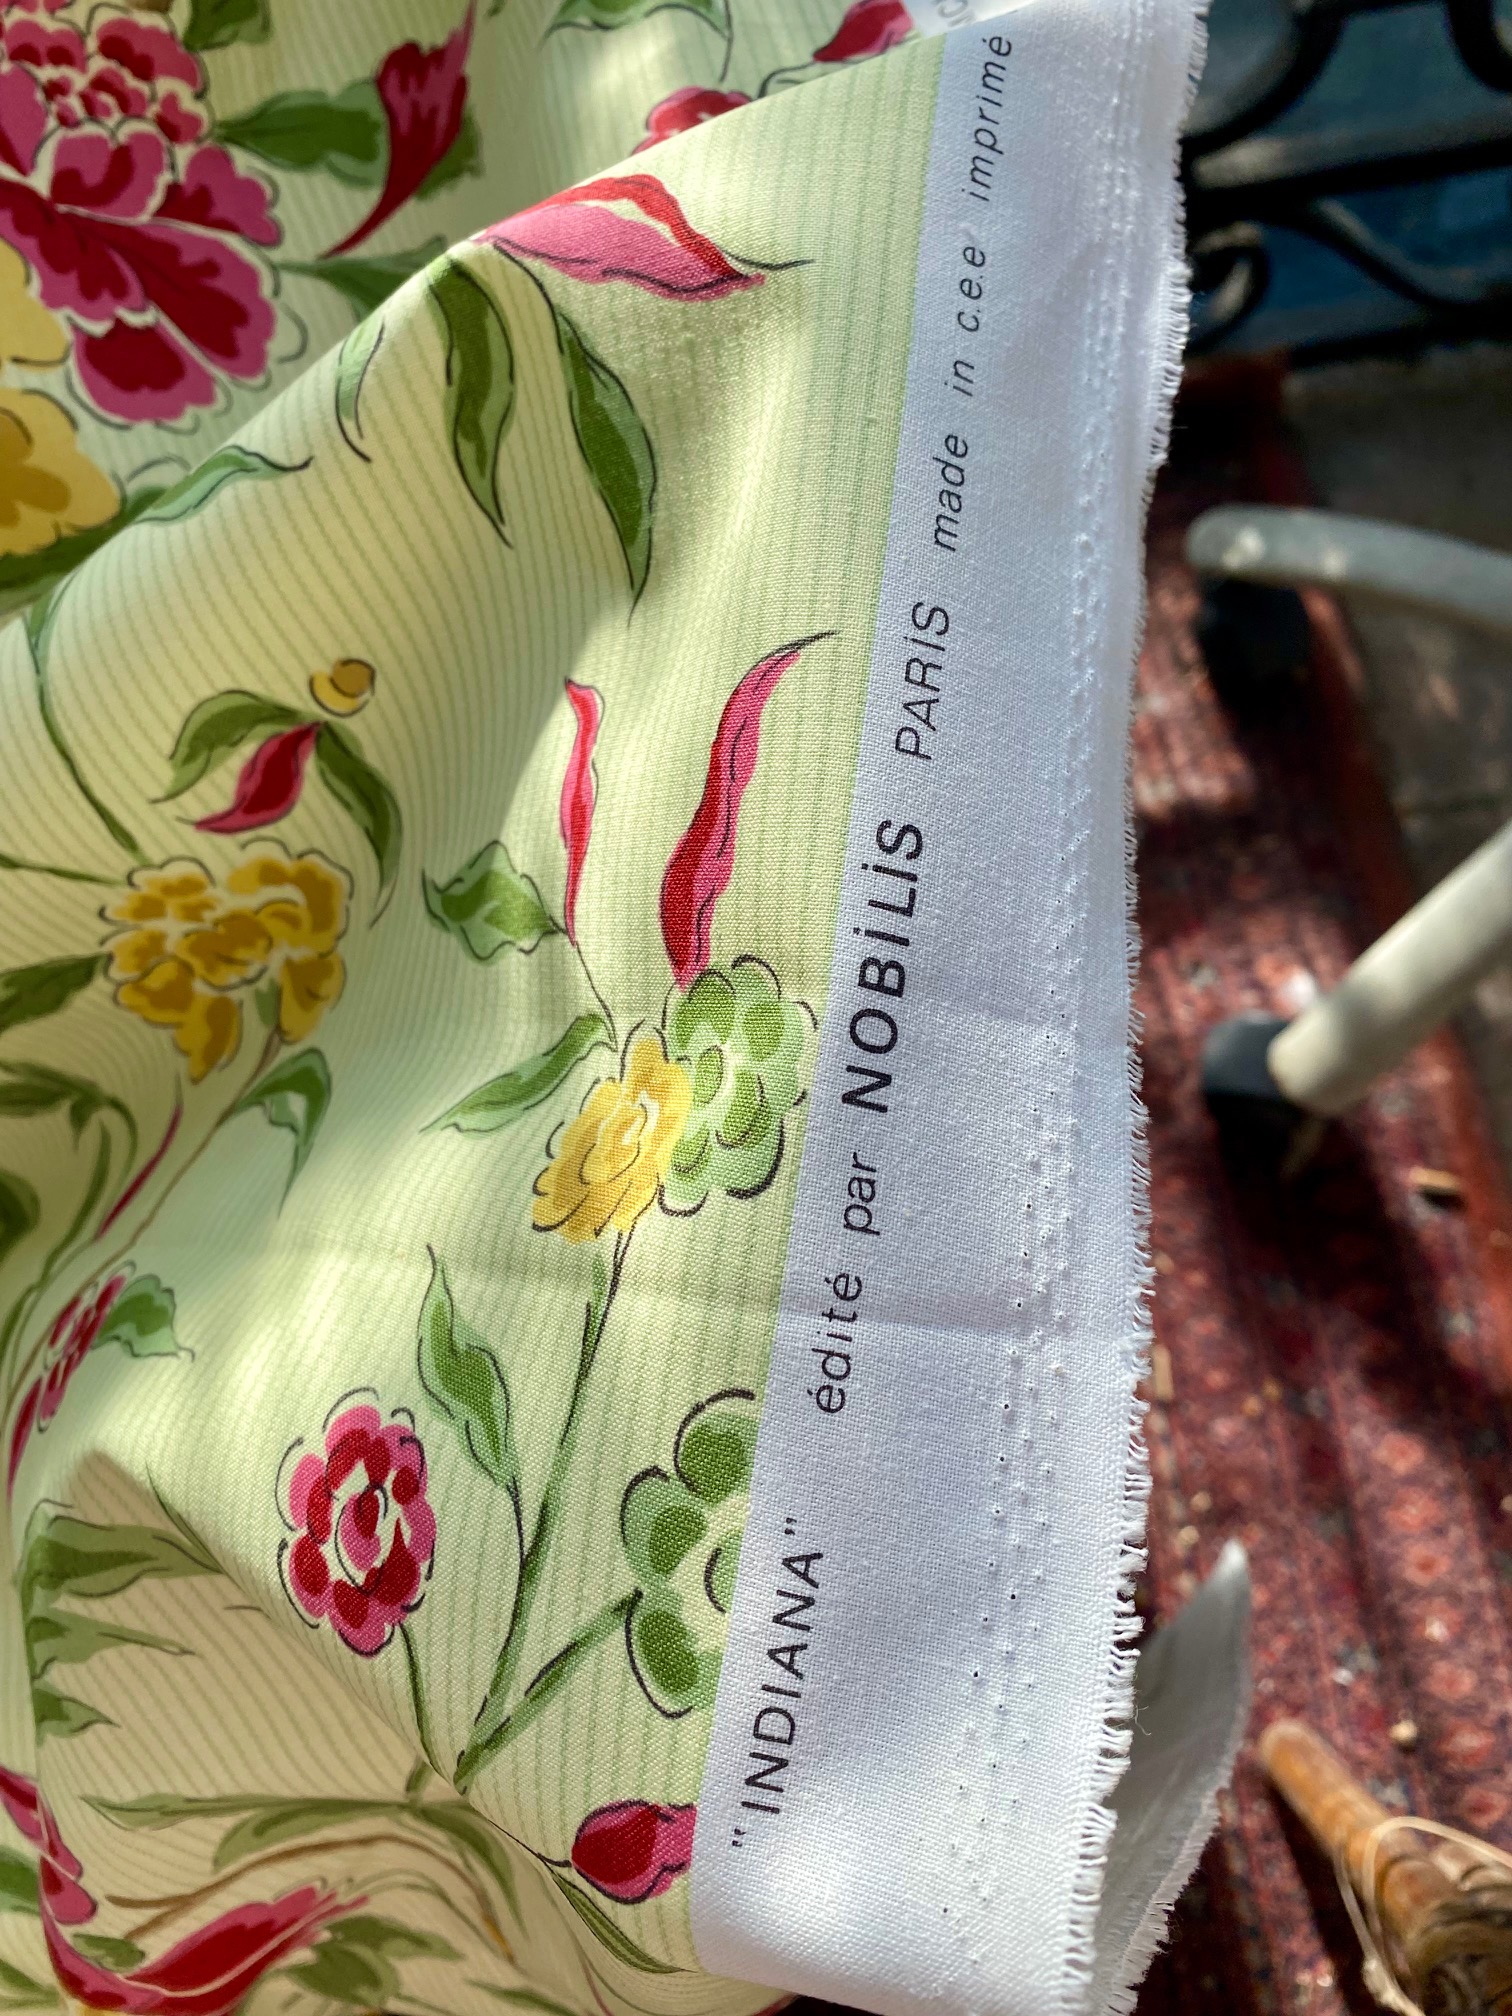 "INDIANA" édité par NOBiLiS PARIS made in c.e.e imprimé